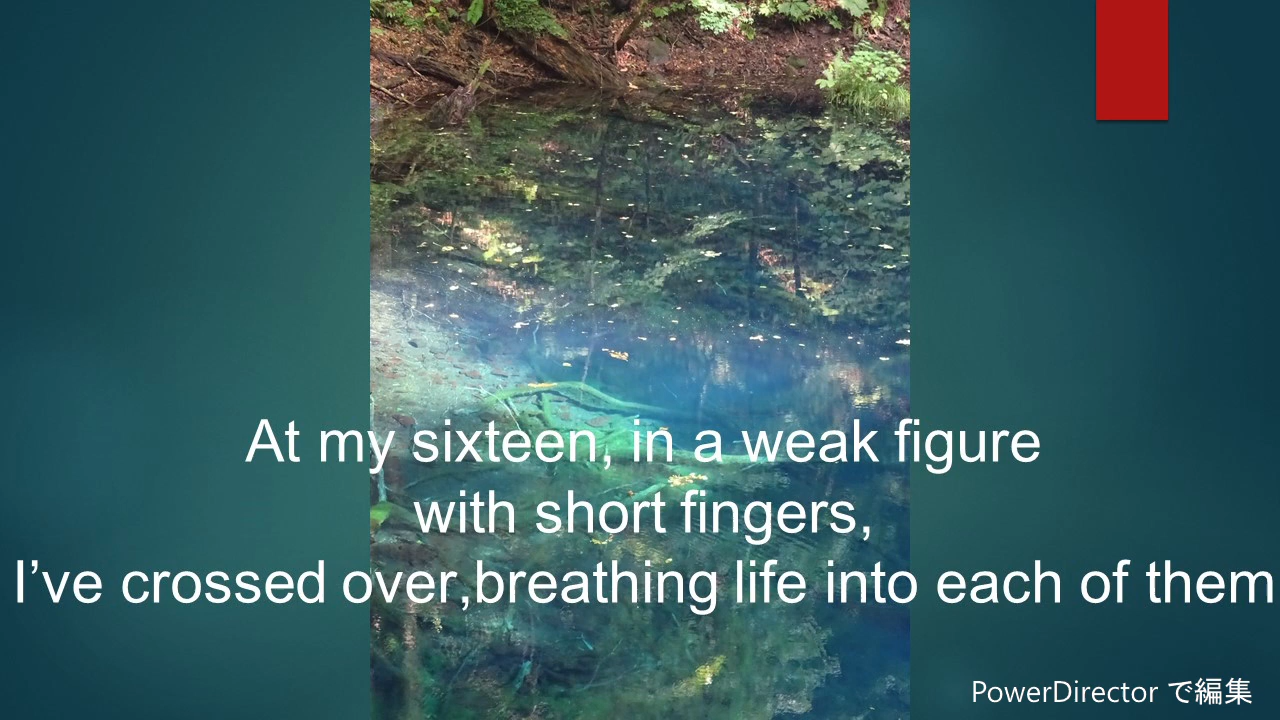 At my sixteen, in a weak figure
with short fingers,
I’ve crossed over,breathing life into each of them
PowerDirector で編集